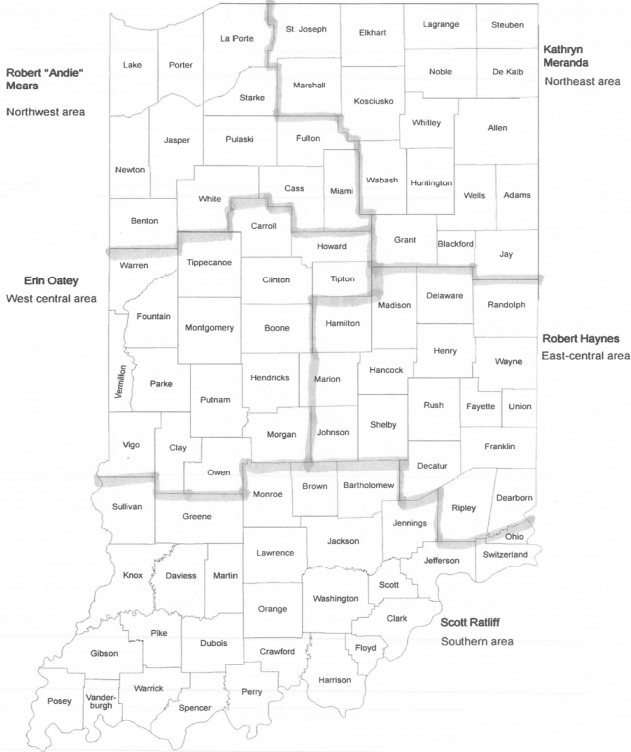 La Porte
St. Joseph
Elkhart
Lagrange
Steuben
Lake
Porter
Kathryn
Meranda
Northeast area
Noble
De Kalb
Robert "Andie"
Mears
Northwest area
Marshall
Starke
Kosciusko
Whitley
Allen
Jasper
Pulaski
Fulton
Newton
White
Cass
Miami
Wabash
Huntington
Wells
Adams
Benton
Carroll
Howard
Grant
Blackford
Jay
Warren
Tippecanoe
Clinton
Tipton
Erin Oatey
West central area
Fountain
Montgomery
Boone
Hamilton
Madison
Delaware
Randolph
Robert Haynes
East-central area
Henry
Wayne
Vermilion
Parke
Putnam
Hendricks
Marion
Hancock
Rush
Fayette
Union
Morgan
Johnson
Shelby
Franklin
Vigo
Clay
Owen
Decatur
Sullivan
Greene
Monroe
Brown
Bartholomew
Jennings
Ripley
Dearborn
Ohio
Switzerland
Jefferson
Jackson
Lawrence
Knox
Daviess
Martin
Scott
Washington
Orange
Clark
Scott Ratliff
Southern area
Pike
Dubois
Crawford
Floyd
Gibson
Harrison
Perry
Warrick
Spencer
Posey
Vander-
burgh